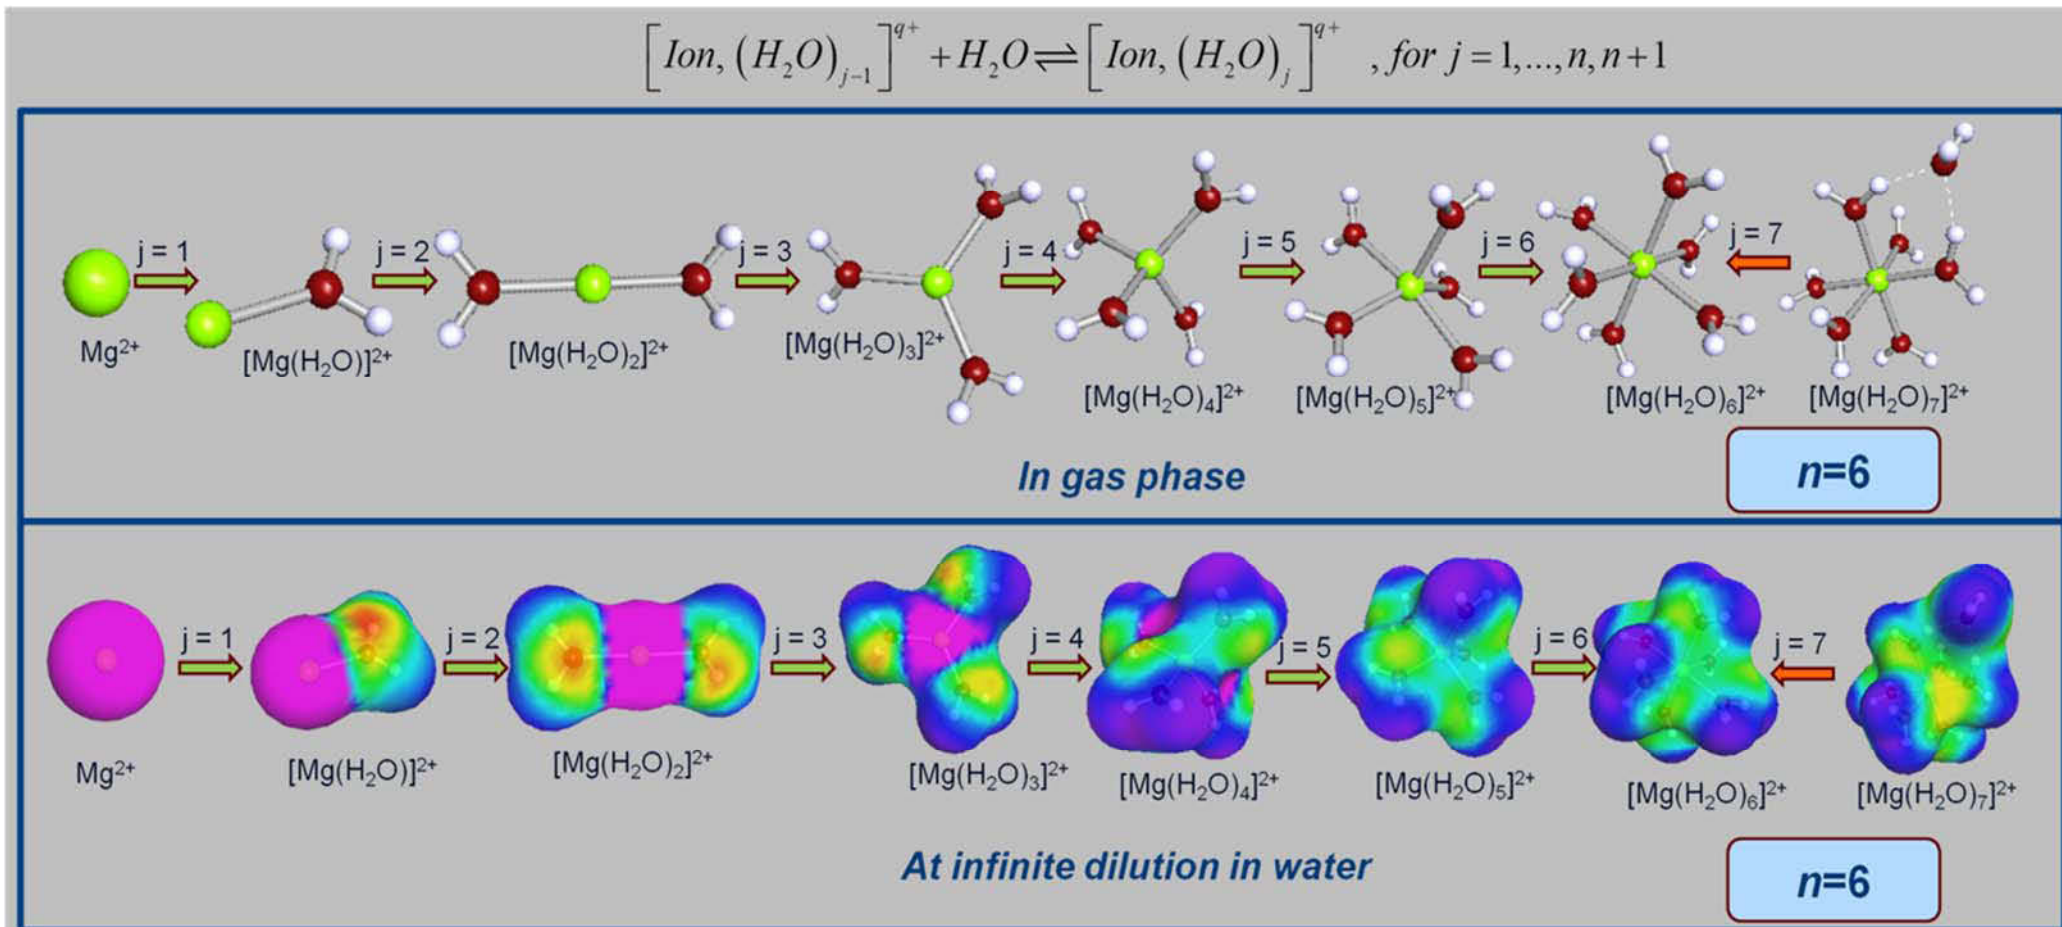 [Ion, (H₂O)ⱼ₋₁]^q+ + H₂O ⇌ [Ion, (H₂O)ⱼ]^q+ , for j = 1,...,n, n+1
j = 1 j = 2 j = 3 j = 4 j = 5 j = 6 j = 7
Mg²⁺ [Mg(H₂O)]²⁺ [Mg(H₂O)₂]²⁺ [Mg(H₂O)₃]²⁺ [Mg(H₂O)₄]²⁺ [Mg(H₂O)₅]²⁺ [Mg(H₂O)₆]²⁺ [Mg(H₂O)₇]²⁺
In gas phase n=6
j = 1 j = 2 j = 3 j = 4 j = 5 j = 6 j = 7
Mg²⁺ [Mg(H₂O)]²⁺ [Mg(H₂O)₂]²⁺ [Mg(H₂O)₃]²⁺ [Mg(H₂O)₄]²⁺ [Mg(H₂O)₅]²⁺ [Mg(H₂O)₆]²⁺ [Mg(H₂O)₇]²⁺
At infinite dilution in water n=6